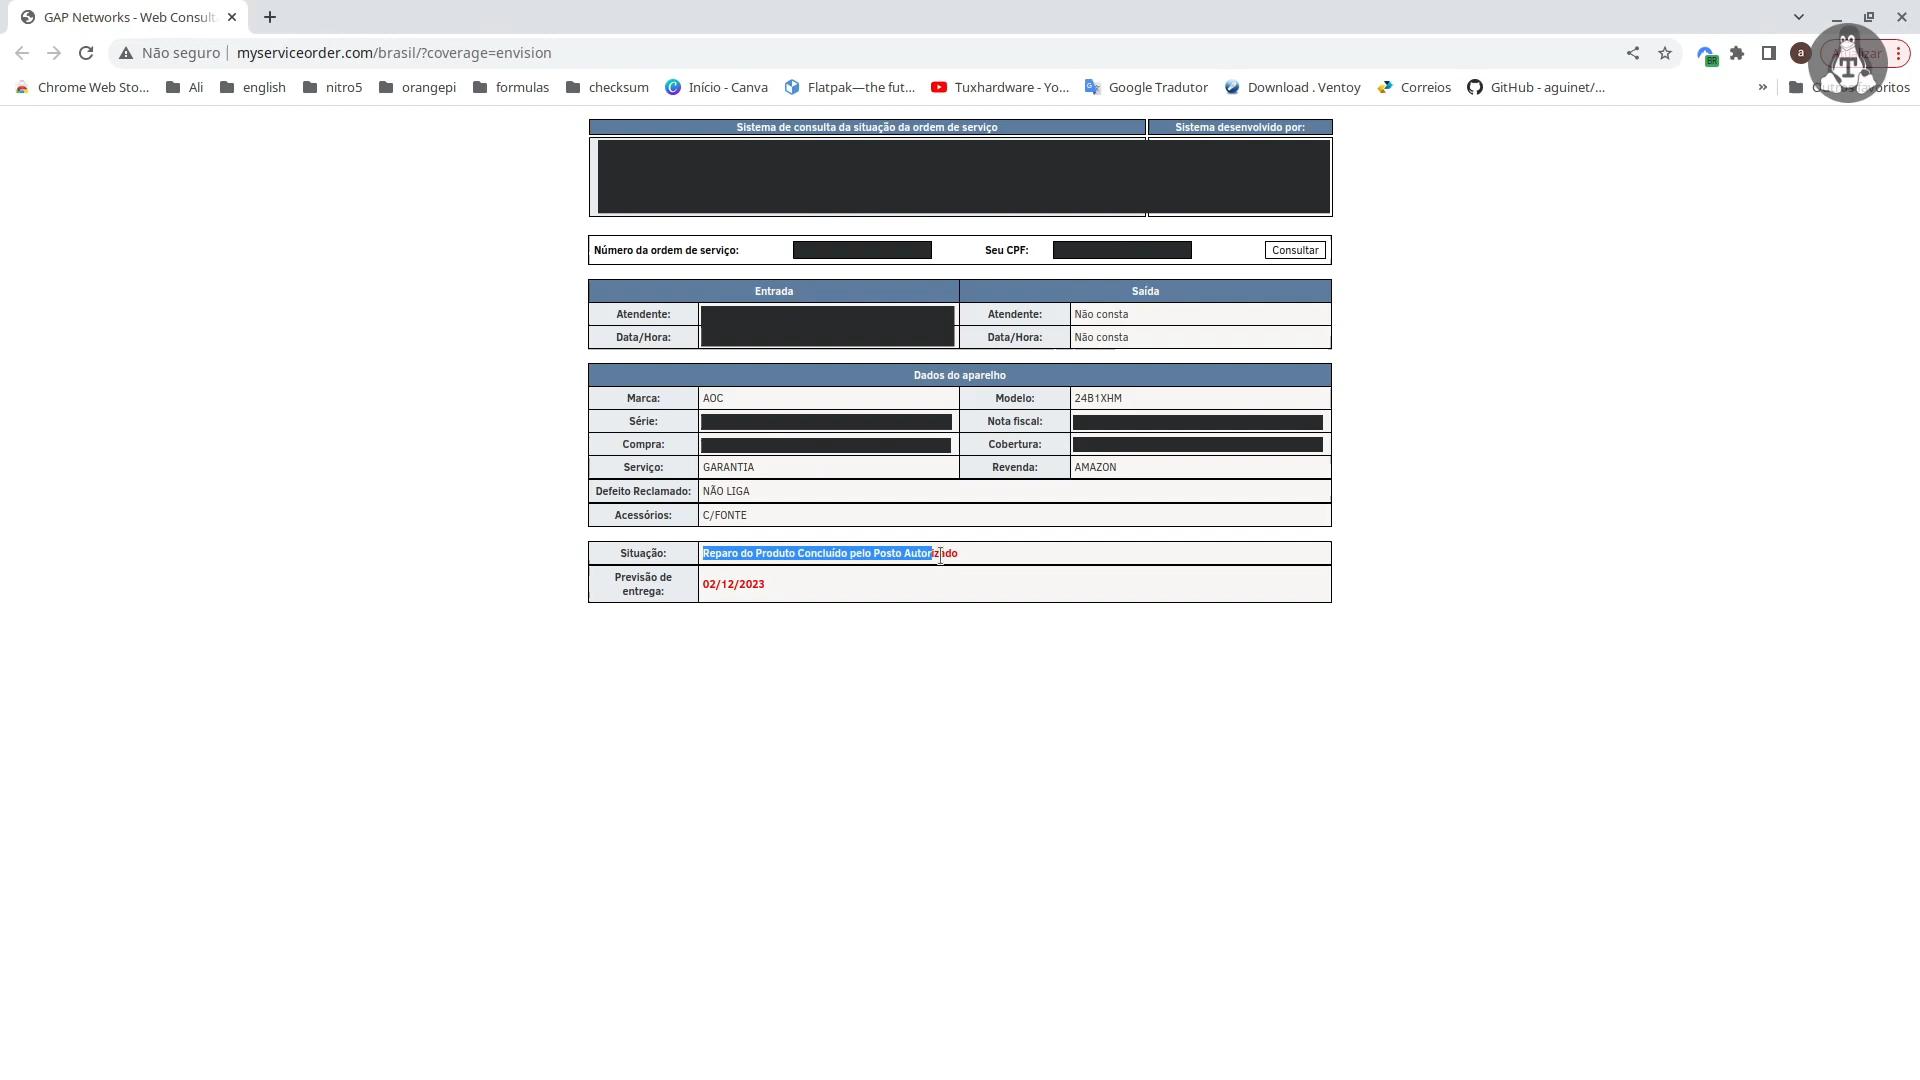 GAP Networks - Web Consult
Não seguro myserviceorder.com/brasil/?coverage=envision
BR
a
T
Chrome Web Sto... Ali english nitro5 orangepi formulas checksum Início - Canva Flatpak—the fut... Tuxhardware - Yo... Google Tradutor Download . Ventoy Correios GitHub - aguinet/... »
Sistema de consulta da situação da ordem de serviço Sistema desenvolvido por:
Número da ordem de serviço: Seu CPF: Consultar
Entrada Saída
Atendente: Atendente: Não consta
Data/Hora: Data/Hora: Não consta
Dados do aparelho
Marca: AOC Modelo: 24B1XHM
Série: Nota fiscal:
Compra: Cobertura:
Serviço: GARANTIA Revenda: AMAZON
Defeito Reclamado: NÃO LIGA
Acessórios: C/FONTE
Situação: Reparo do Produto Concluído pelo Posto Autorizado
Previsão de
entrega: 02/12/2023